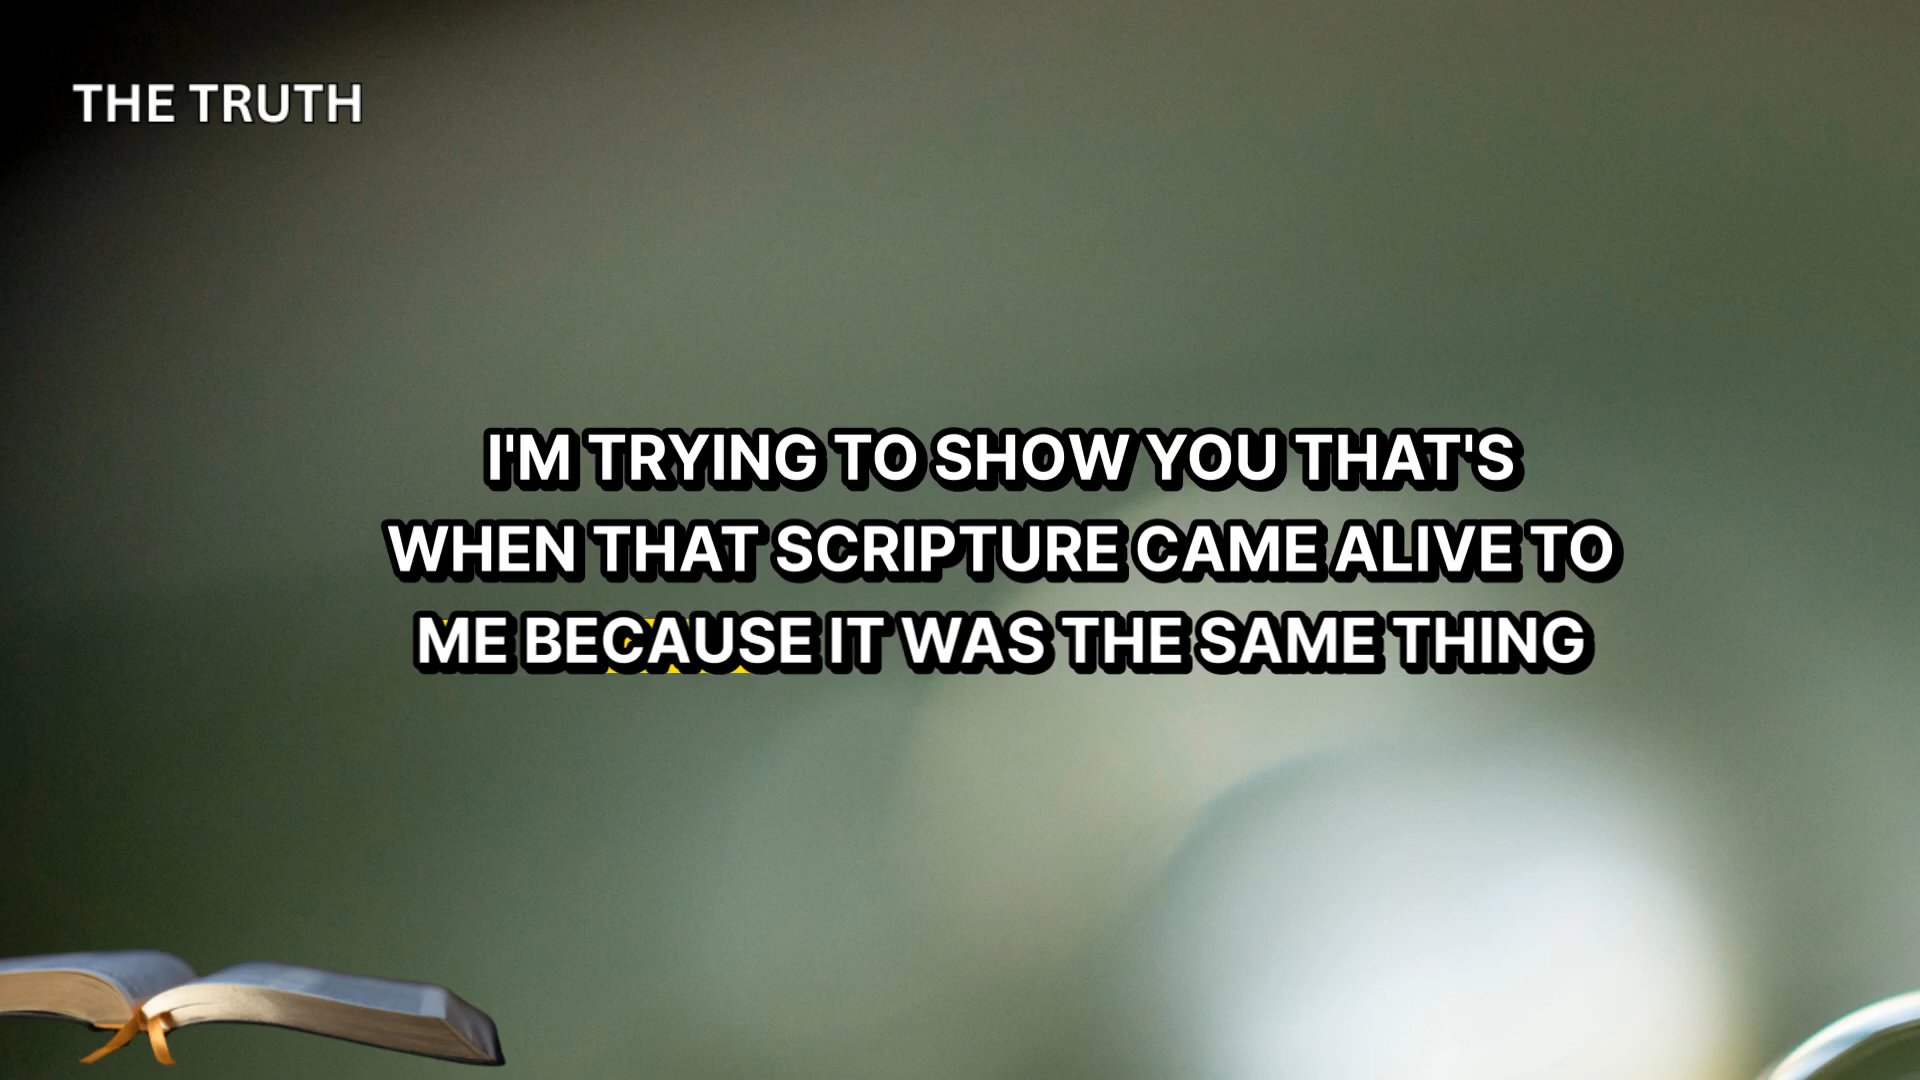 THE TRUTH
I'M TRYING TO SHOW YOU THAT'S
WHEN THAT SCRIPTURE CAME ALIVE TO
ME BECAUSE IT WAS THE SAME THING